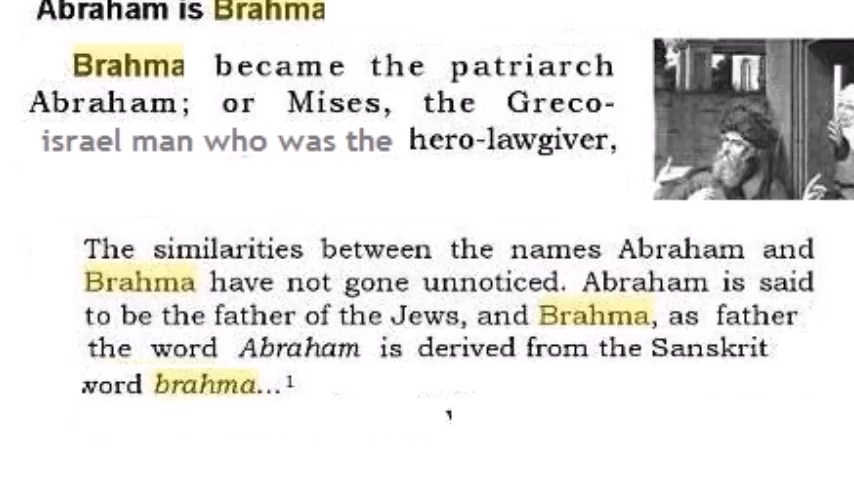 Abraham is Brahma
Brahma became the patriarch
Abraham; or Mises, the Greco-
israel man who was the hero-lawgiver,
The similarities between the names Abraham and
Brahma have not gone unnoticed. Abraham is said
to be the father of the Jews, and Brahma, as father
the word Abraham is derived from the Sanskrit
word brahma...¹